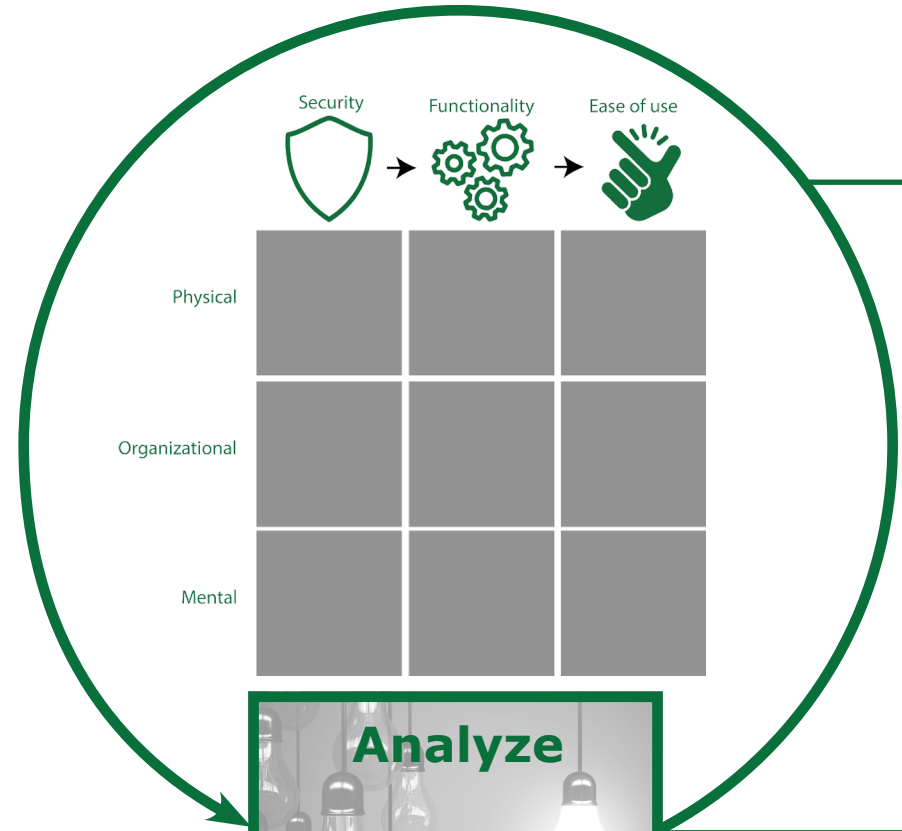 Security
Functionality
Ease of use
Physical
Organizational
Mental
Analyze